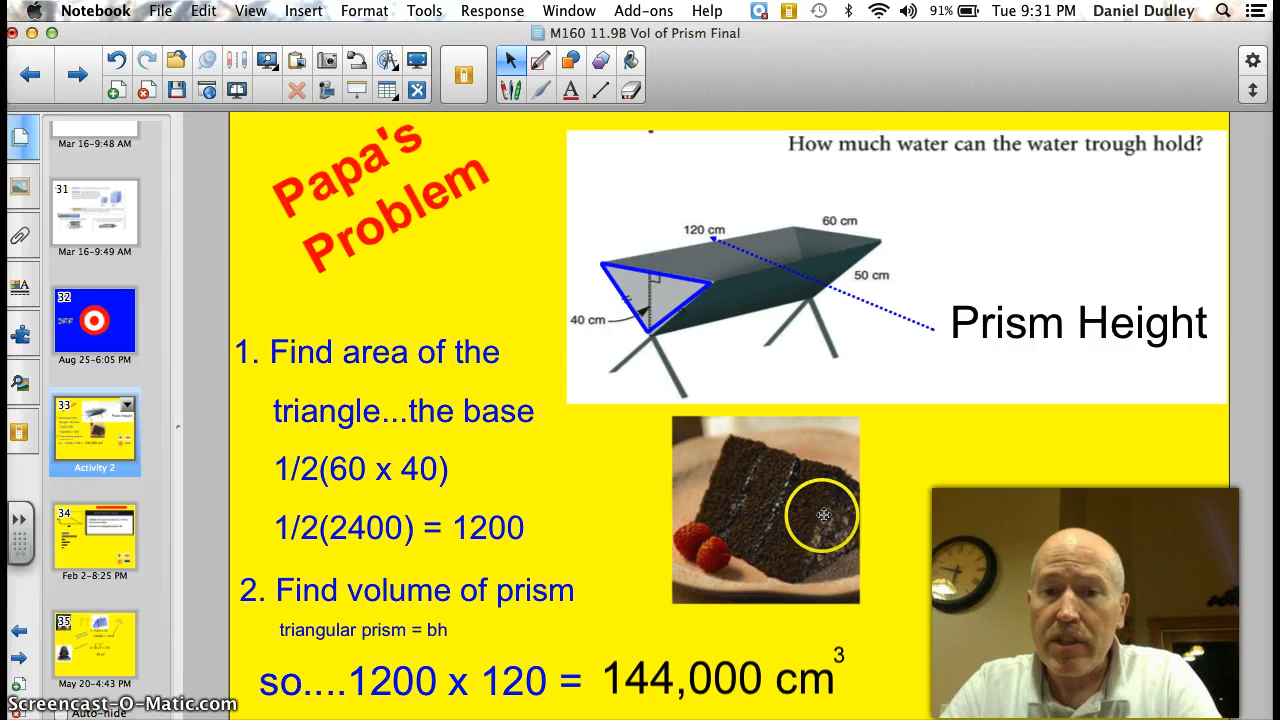 Notebook File Edit View Insert Format Tools Response Window Add-ons Help 91% Tue 9:31 PM Daniel Dudley
M160 11.9B Vol of Prism Final
Mar 16-9:48 AM
31
Mar 16-9:49 AM
32
Aug 25-6:05 PM
33
Activity 2
34
Feb 2-8:25 PM
35
May 20-4:43 PM
Auto-hide
Papa's
Problem
How much water can the water trough hold?
120 cm
60 cm
50 cm
40 cm
Prism Height
1. Find area of the
triangle...the base
1/2(60 x 40)
1/2(2400) = 1200
2. Find volume of prism
triangular prism = bh
so....1200 x 120 = 144,000 cm³
Screencast-O-Matic.com